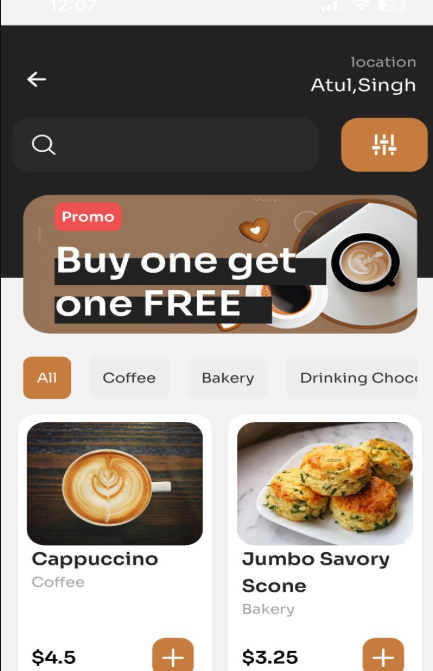 12:07
location
Atul,Singh
Promo
Buy one get
one FREE
All
Coffee
Bakery
Drinking Choc
Cappuccino
Coffee
$4.5
Jumbo Savory
Scone
Bakery
$3.25